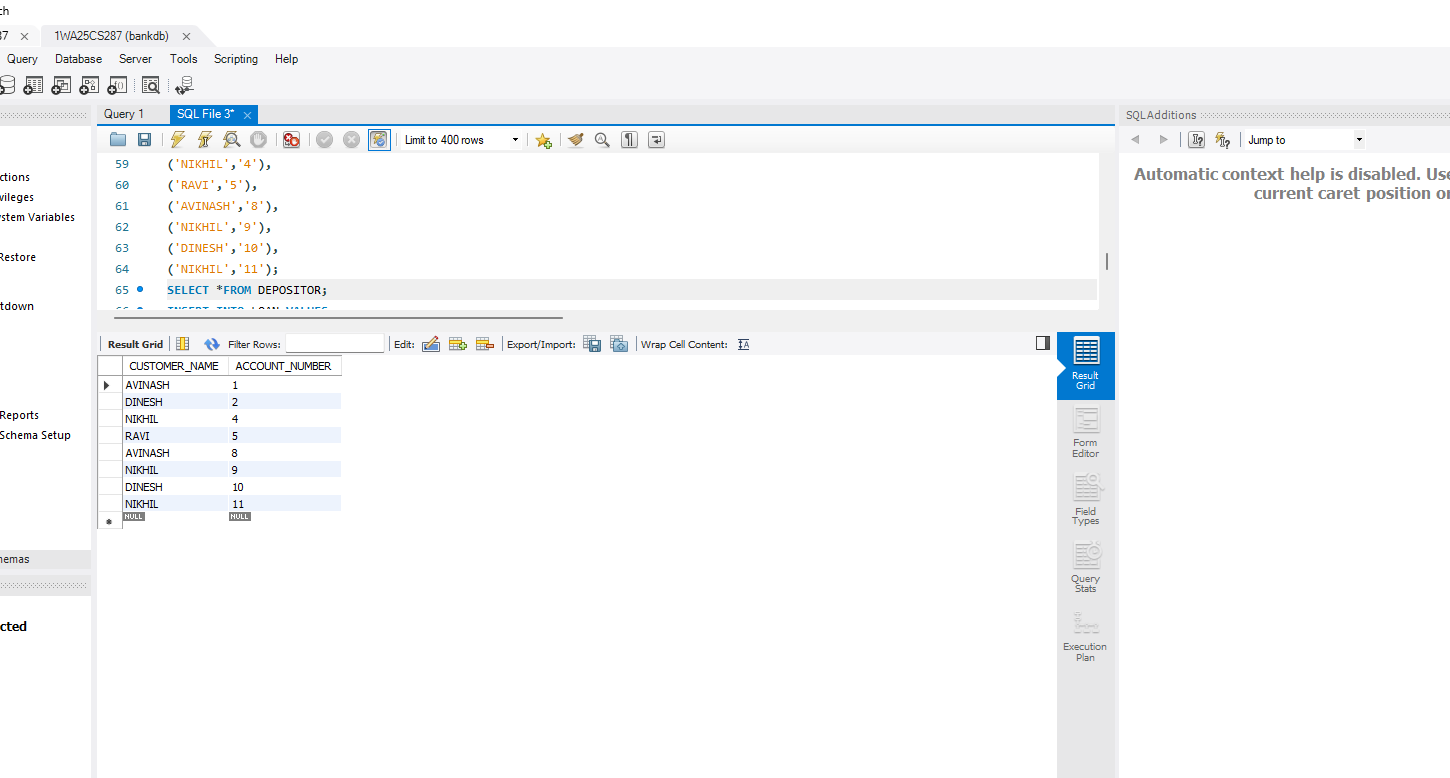 ch
37 1WA25CS287 (bankdb)
Query Database Server Tools Scripting Help
Query 1 SQL File 3*
SQLAdditions
Limit to 400 rows
Jump to
59 ('NIKHIL','4'),
60 ('RAVI','5'),
61 ('AVINASH','8'),
62 ('NIKHIL','9'),
63 ('DINESH','10'),
64 ('NIKHIL','11');
65 SELECT *FROM DEPOSITOR;
Automatic context help is disabled. Use
current caret position or
ctions
vileges
ystem Variables
Restore
tdown
Reports
Schema Setup
hemas
cted
Result Grid Filter Rows: Edit: Export/Import: Wrap Cell Content:
CUSTOMER_NAME ACCOUNT_NUMBER
AVINASH 1
DINESH 2
NIKHIL 4
RAVI 5
AVINASH 8
NIKHIL 9
DINESH 10
NIKHIL 11
NULL NULL
Result
Grid
Form
Editor
Field
Types
Query
Stats
Execution
Plan